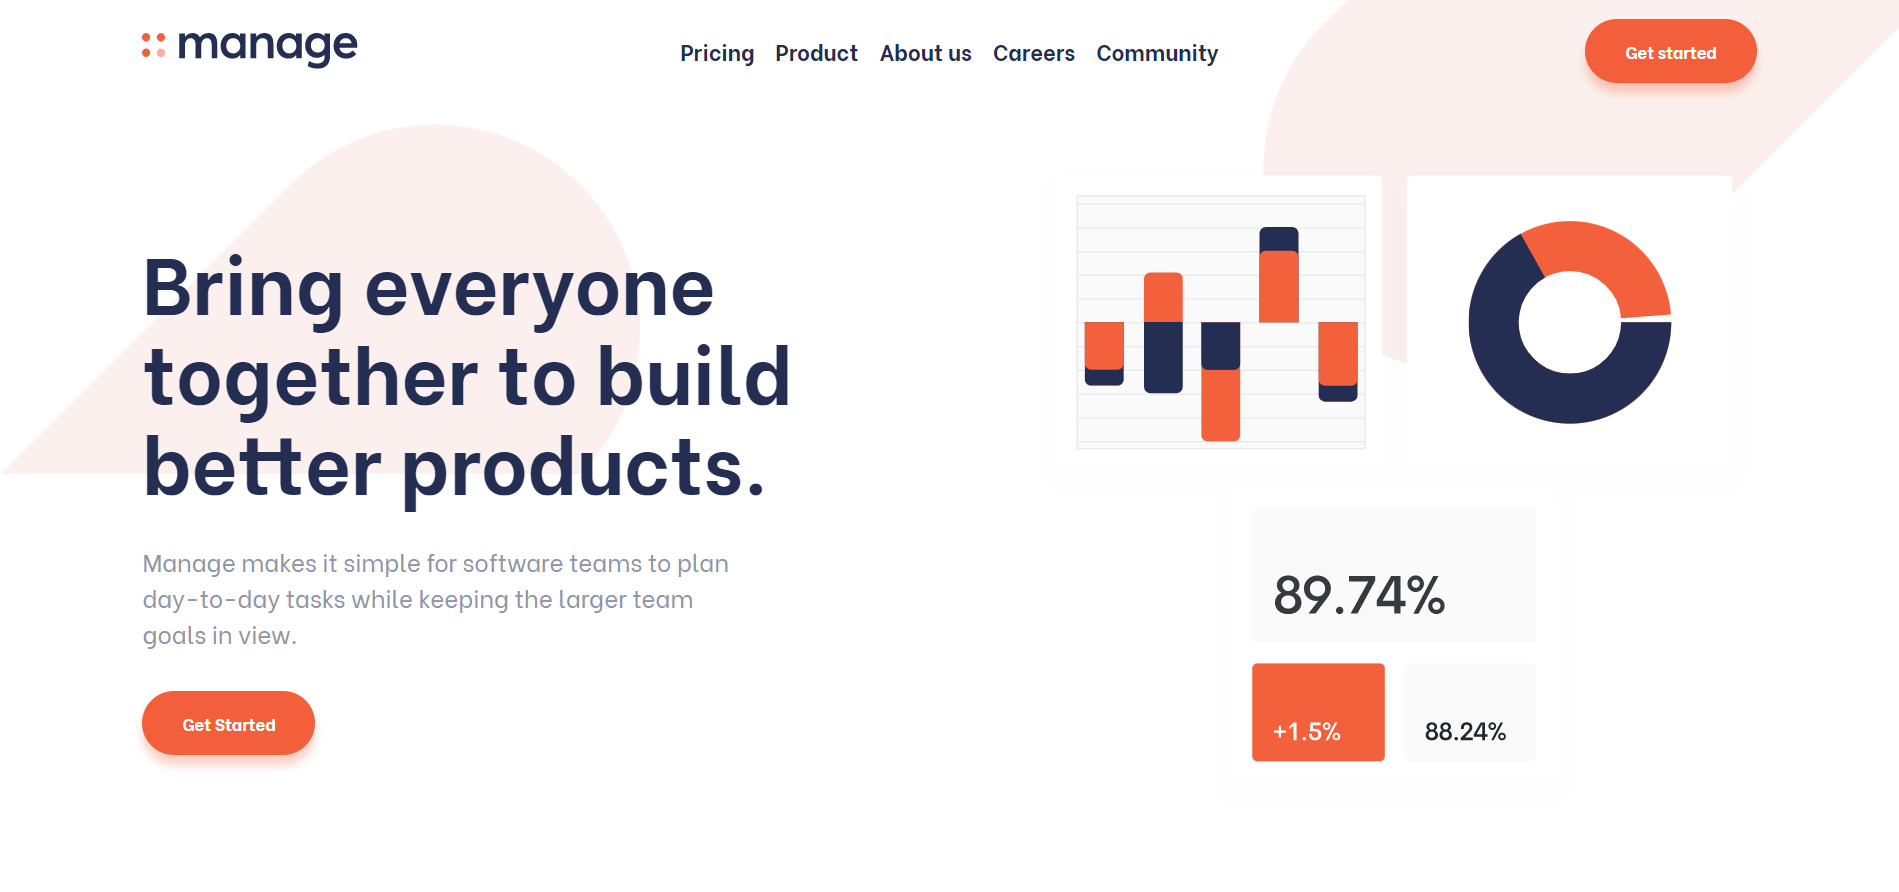 manage
Pricing Product About us Careers Community
Get started
Bring everyone
together to build
better products.
Manage makes it simple for software teams to plan
day-to-day tasks while keeping the larger team
goals in view.
Get Started
89.74%
+1.5%
88.24%